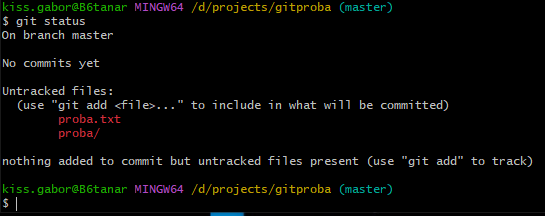 kiss.gabor@B6tanar MINGW64 /d/projects/gitproba (master)
$ git status
On branch master
No commits yet
Untracked files:
  (use "git add <file>..." to include in what will be committed)
        proba.txt
        proba/
nothing added to commit but untracked files present (use "git add" to track)
kiss.gabor@B6tanar MINGW64 /d/projects/gitproba (master)
$